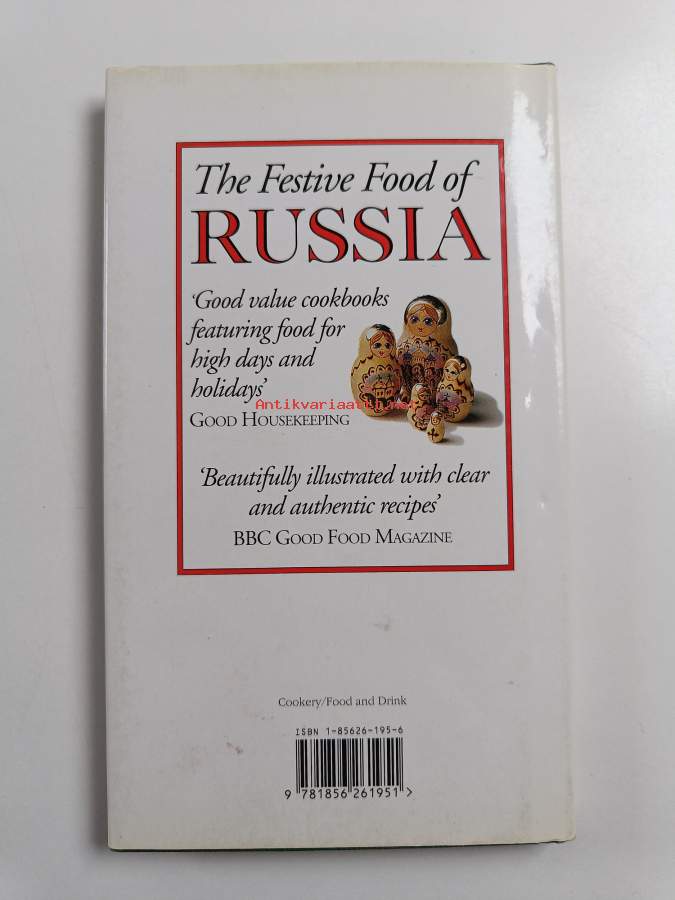 The Festive Food of
RUSSIA
‘Good value cookbooks
featuring food for
high days and
holidays’
Antikvariaatti.net
GOOD HOUSEKEEPING
‘Beautifully illustrated with clear
and authentic recipes’
BBC GOOD FOOD MAGAZINE
Cookery/Food and Drink
ISBN 1-85626-195-6
9 781856 261951 >